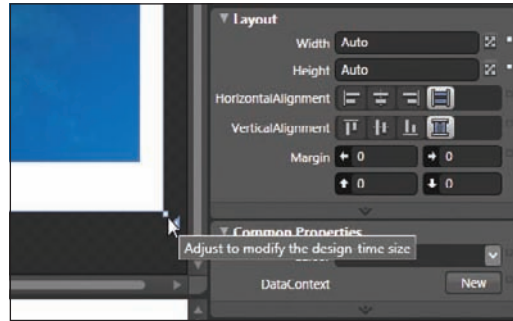 Layout
Width Auto
Height Auto
HorizontalAlignment
VerticalAlignment
Margin 0 0
0 0
Common Properties
Adjust to modify the design-time size
DataContext New